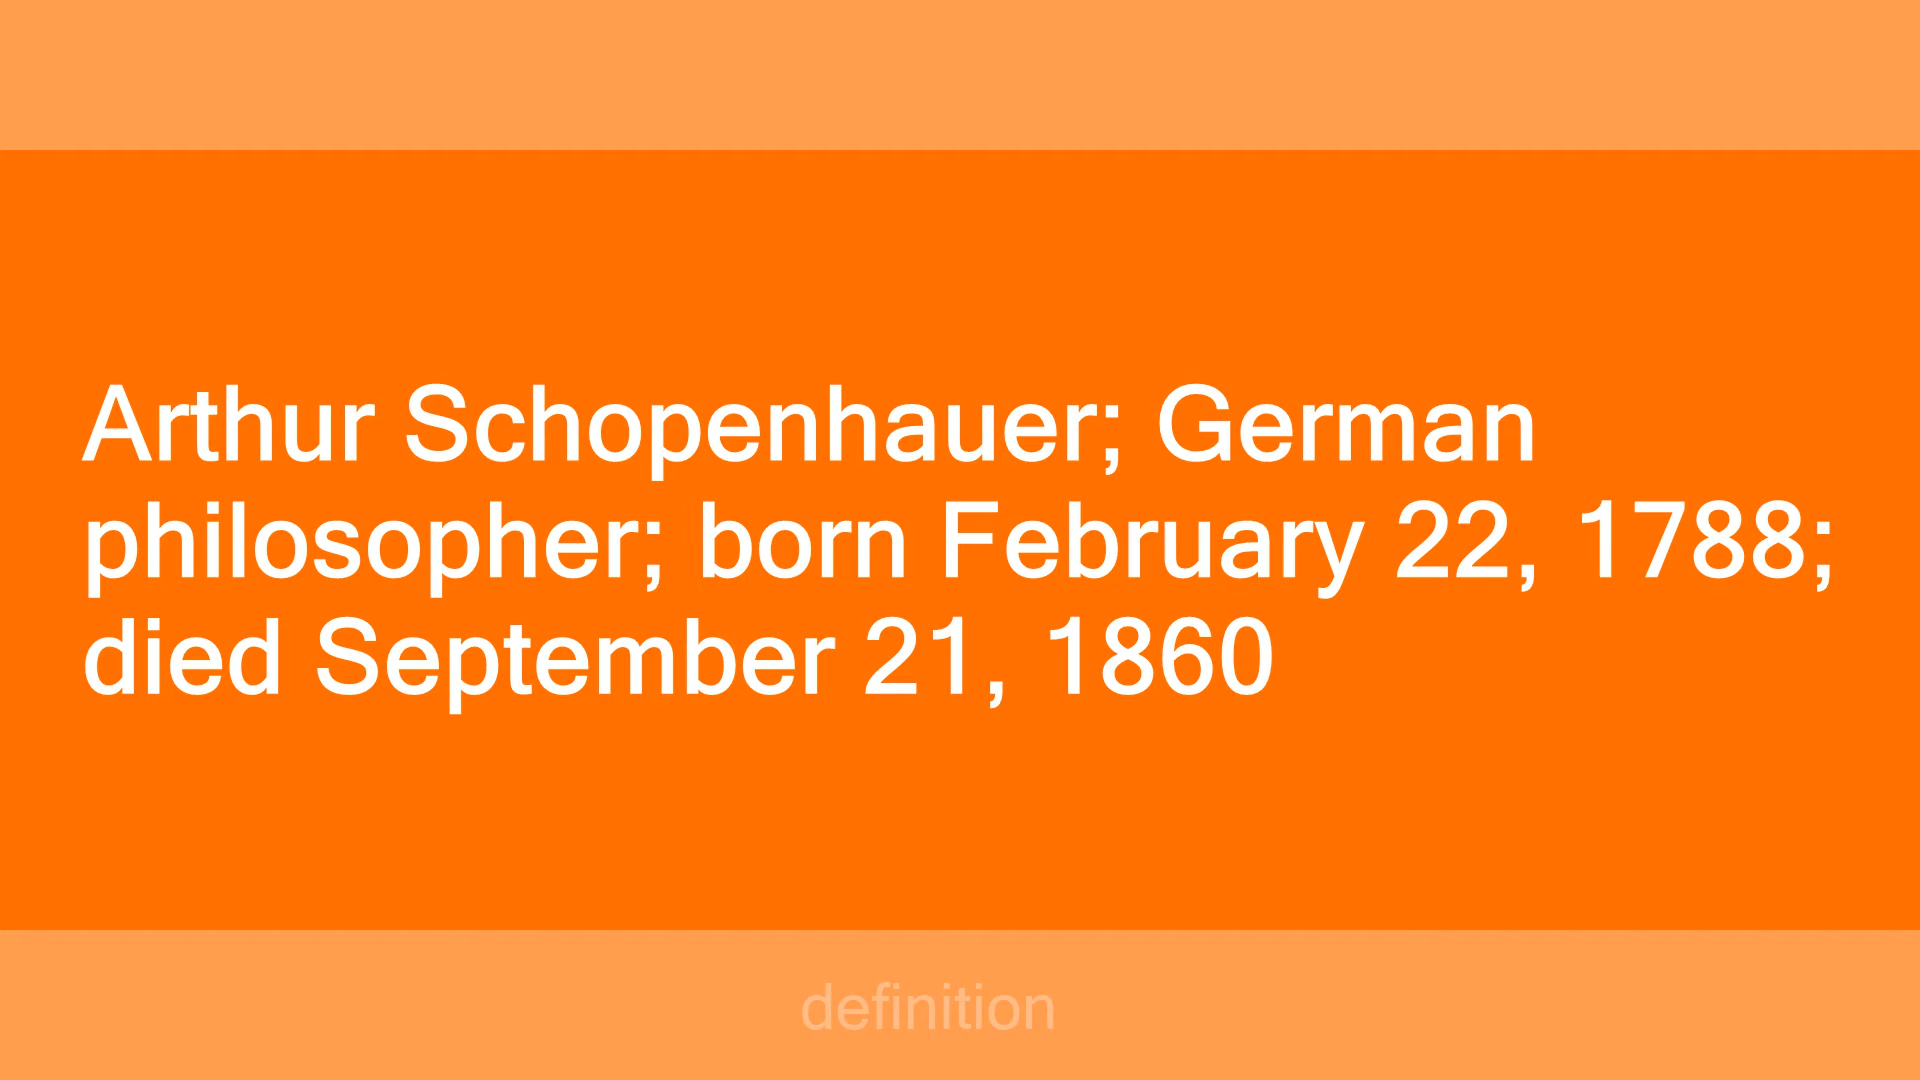 Arthur Schopenhauer; German
philosopher; born February 22, 1788;
died September 21, 1860
definition